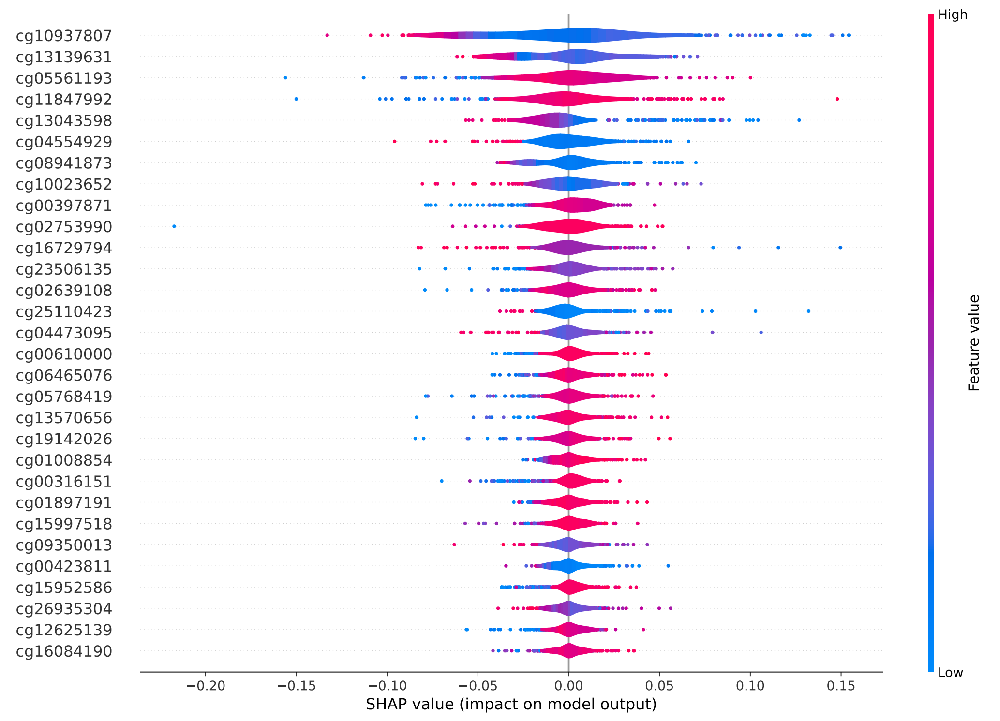 High
cg10937807
cg13139631
cg05561193
cg11847992
cg13043598
cg04554929
cg08941873
cg10023652
cg00397871
cg02753990
cg16729794
cg23506135
cg02639108
cg25110423
cg04473095
cg00610000
cg06465076
cg05768419
cg13570656
cg19142026
cg01008854
cg00316151
cg01897191
cg15997518
cg09350013
cg00423811
cg15952586
cg26935304
cg12625139
cg16084190
Feature value
Low
−0.20 −0.15 −0.10 −0.05 0.00 0.05 0.10 0.15
SHAP value (impact on model output)